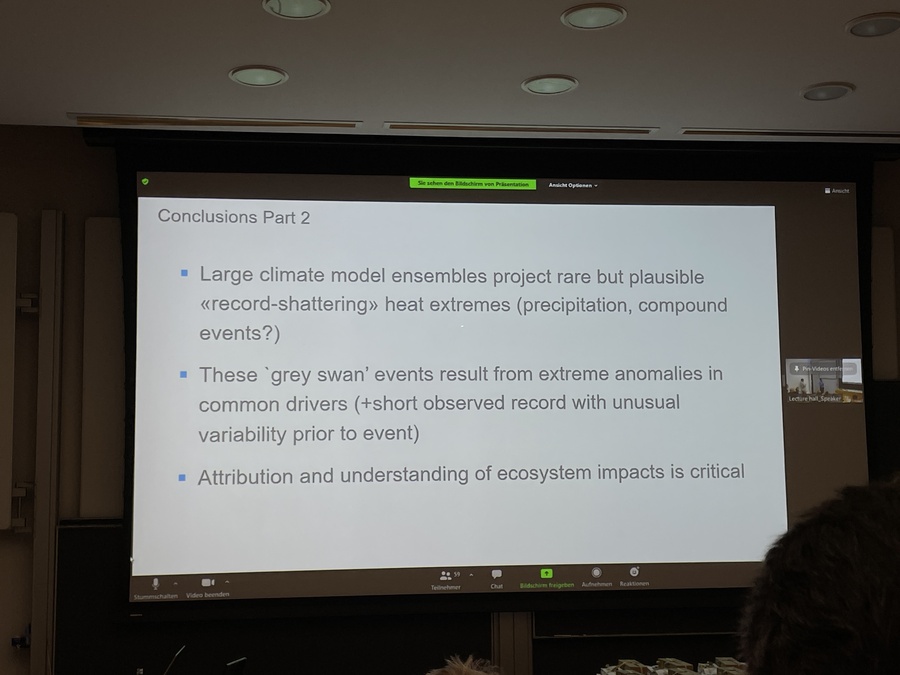 Sie sehen den Bildschirm von Präsentation
Ansicht Optionen
Ansicht
Conclusions Part 2
Large climate model ensembles project rare but plausible
«record-shattering» heat extremes (precipitation, compound
events?)
These `grey swan' events result from extreme anomalies in
common drivers (+short observed record with unusual
variability prior to event)
Attribution and understanding of ecosystem impacts is critical
Lecture hall_Speaker
Stummschalten
Video beenden
Teilnehmer
59
Chat
Bildschirm freigeben
Aufnehmen
Reaktionen